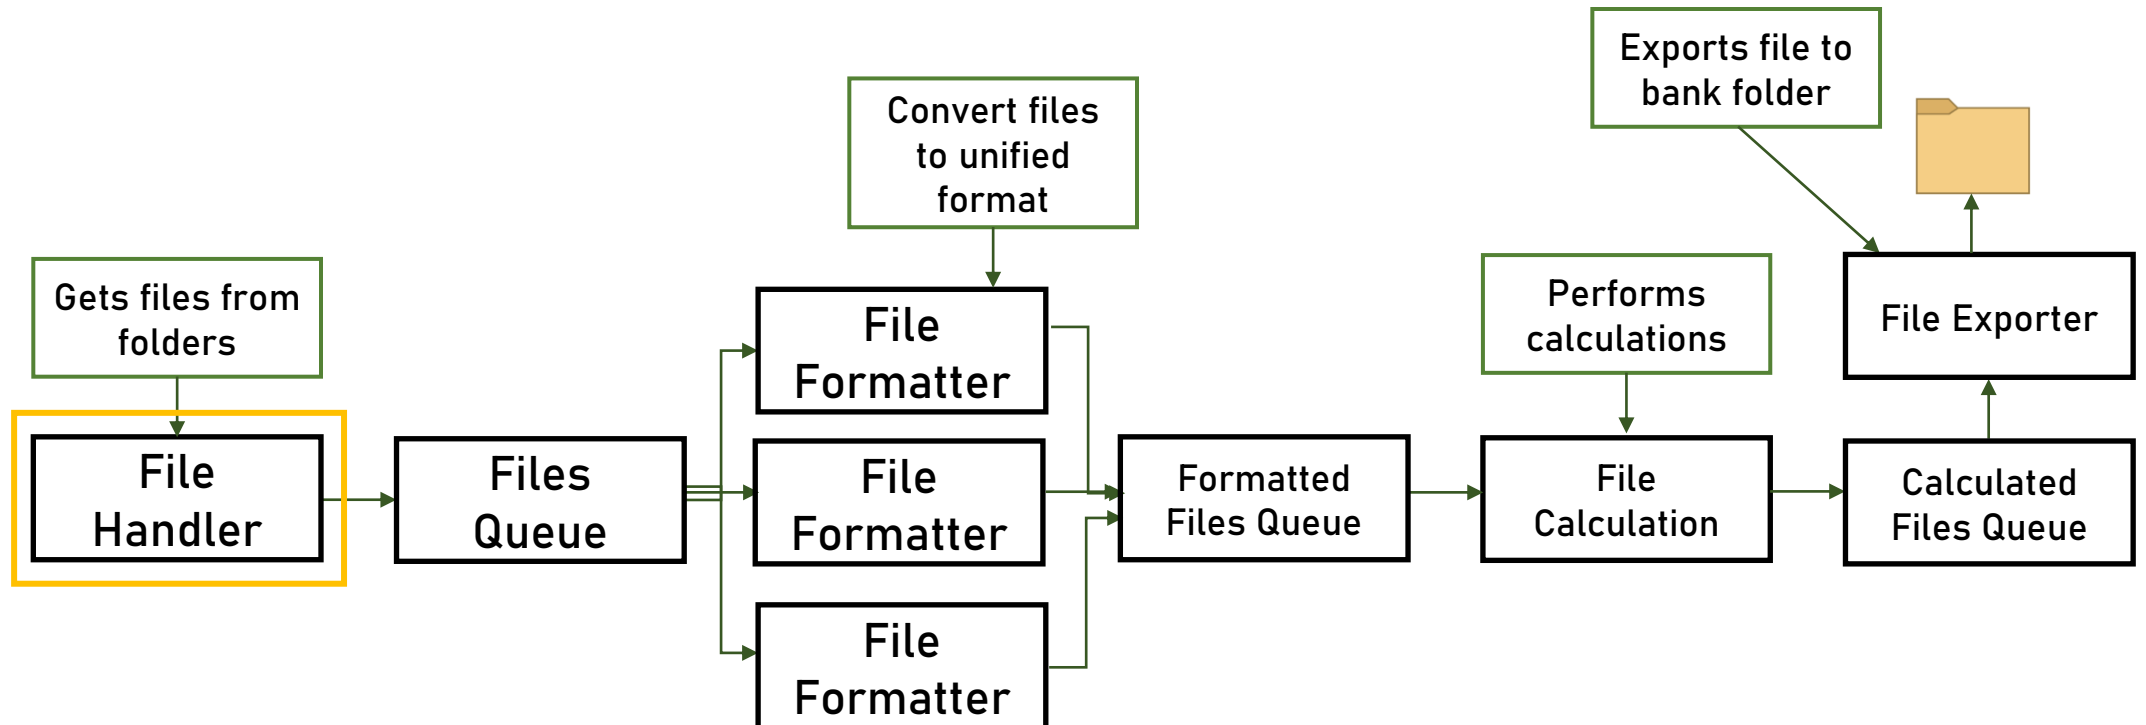 Exports file to
bank folder
Convert files
to unified
format
Gets files from
folders
Performs
calculations
File Exporter
File
Formatter
File
Handler
Files
Queue
File
Formatter
Formatted
Files Queue
File
Calculation
Calculated
Files Queue
File
Formatter